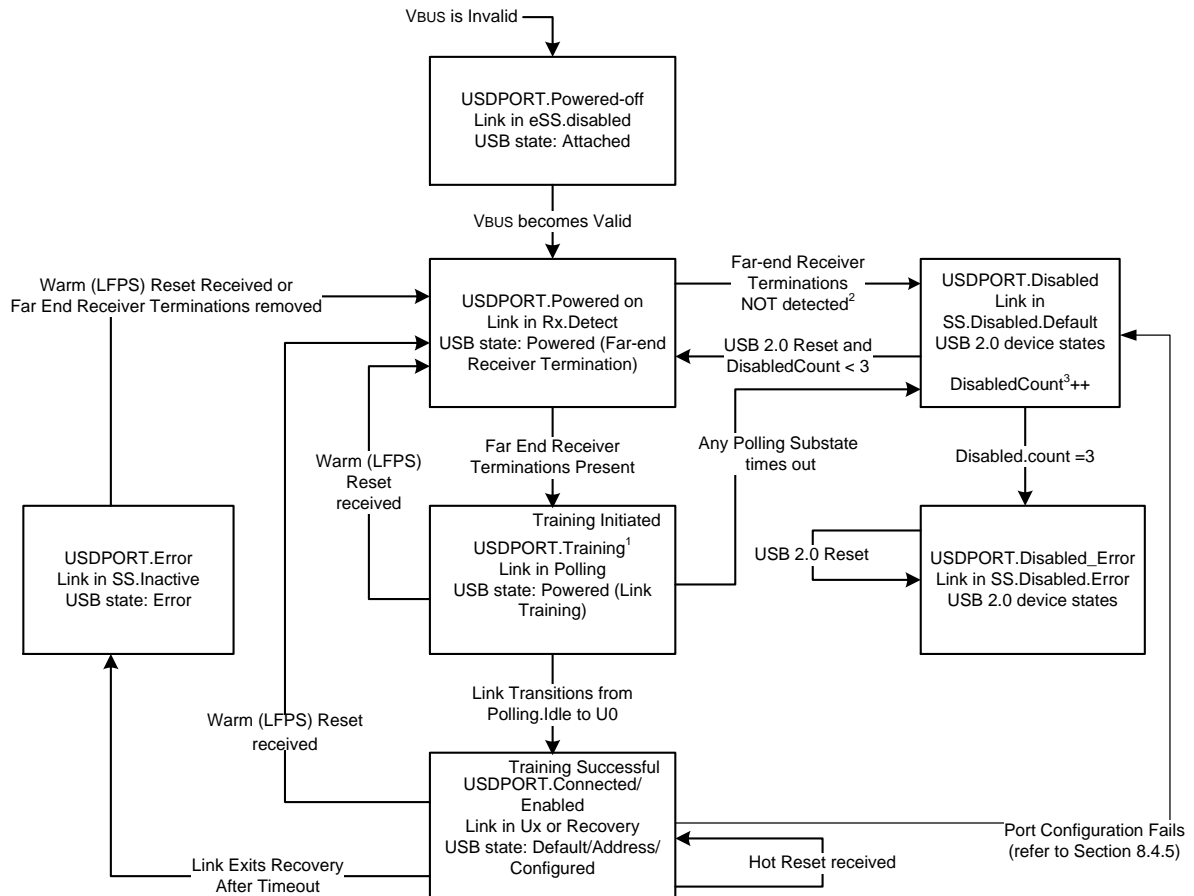 VBUS is Invalid
USDPORT.Powered-off
Link in eSS.disabled
USB state: Attached
VBUS becomes Valid
Warm (LFPS) Reset Received or
Far End Receiver Terminations removed
USDPORT.Powered on
Link in Rx.Detect
USB state: Powered (Far-end
Receiver Termination)
Far-end Receiver
Terminations
NOT detected2
USB 2.0 Reset and
DisabledCount < 3
USDPORT.Disabled
Link in
SS.Disabled.Default
USB 2.0 device states
DisabledCount3++
Warm (LFPS)
Reset
received
Far End Receiver
Terminations Present
Any Polling Substate
times out
Disabled.count =3
USDPORT.Error
Link in SS.Inactive
USB state: Error
Training Initiated
USDPORT.Training1
Link in Polling
USB state: Powered (Link
Training)
USB 2.0 Reset
USDPORT.Disabled_Error
Link in SS.Disabled.Error
USB 2.0 device states
Link Transitions from
Polling.Idle to U0
Warm (LFPS) Reset
received
Training Successful
USDPORT.Connected/
Enabled
Link in Ux or Recovery
USB state: Default/Address/
Configured
Link Exits Recovery
After Timeout
Hot Reset received
Port Configuration Fails
(refer to Section 8.4.5)